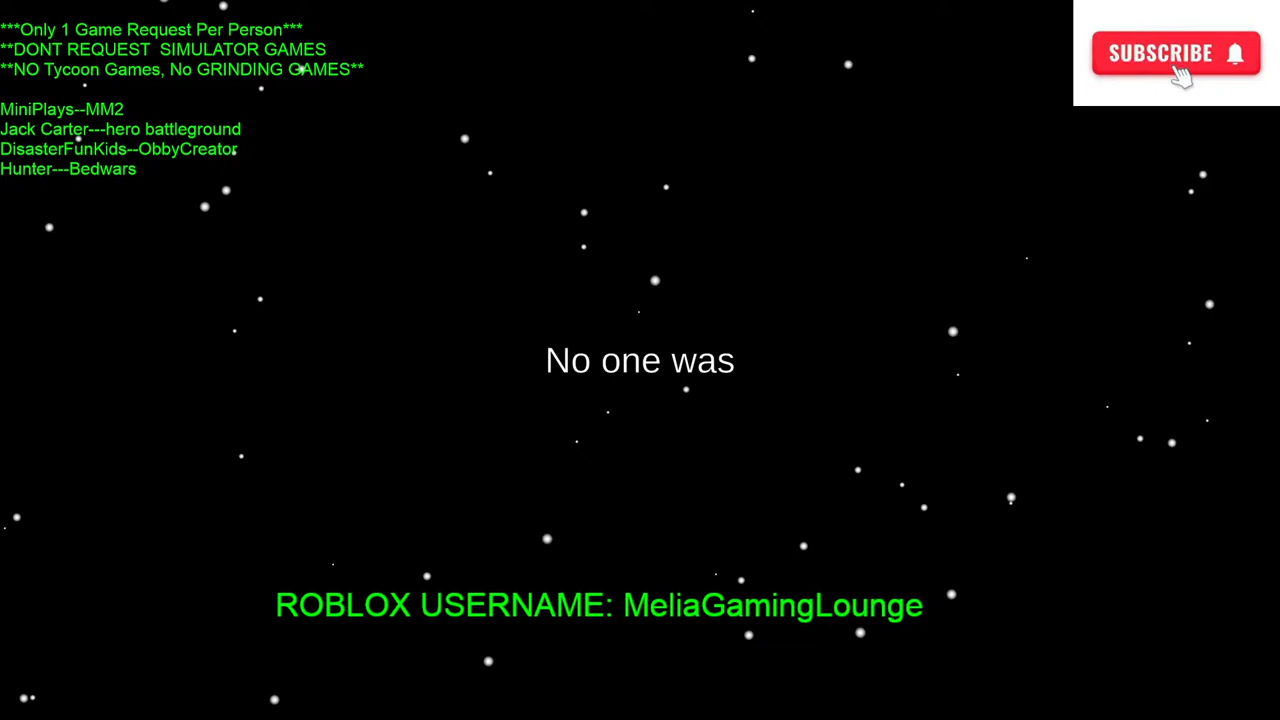 ***Only 1 Game Request Per Person***
**DONT REQUEST  SIMULATOR GAMES
**NO Tycoon Games, No GRINDING GAMES**
MiniPlays--MM2
Jack Carter---hero battleground
DisasterFunKids--ObbyCreator
Hunter---Bedwars
SUBSCRIBE
No one was
ROBLOX USERNAME: MeliaGamingLounge